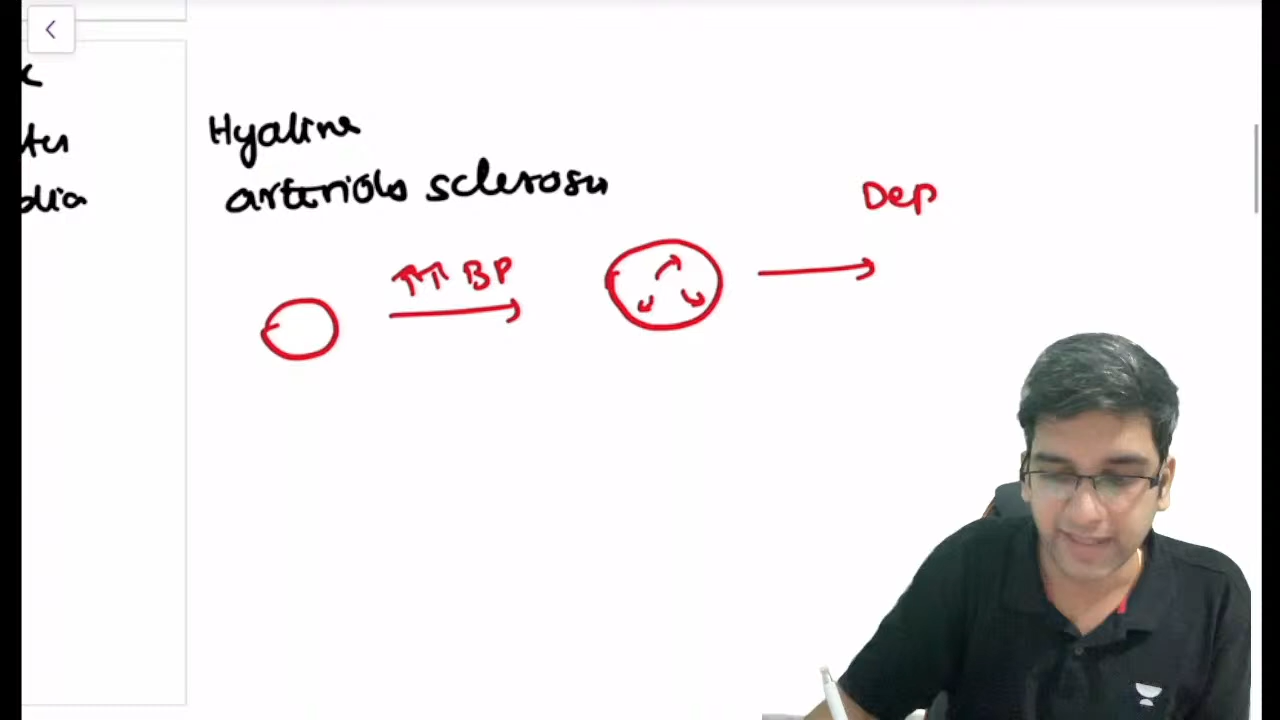 Hyaline
arteriolo sclerosis
Dep
↑↑ BP